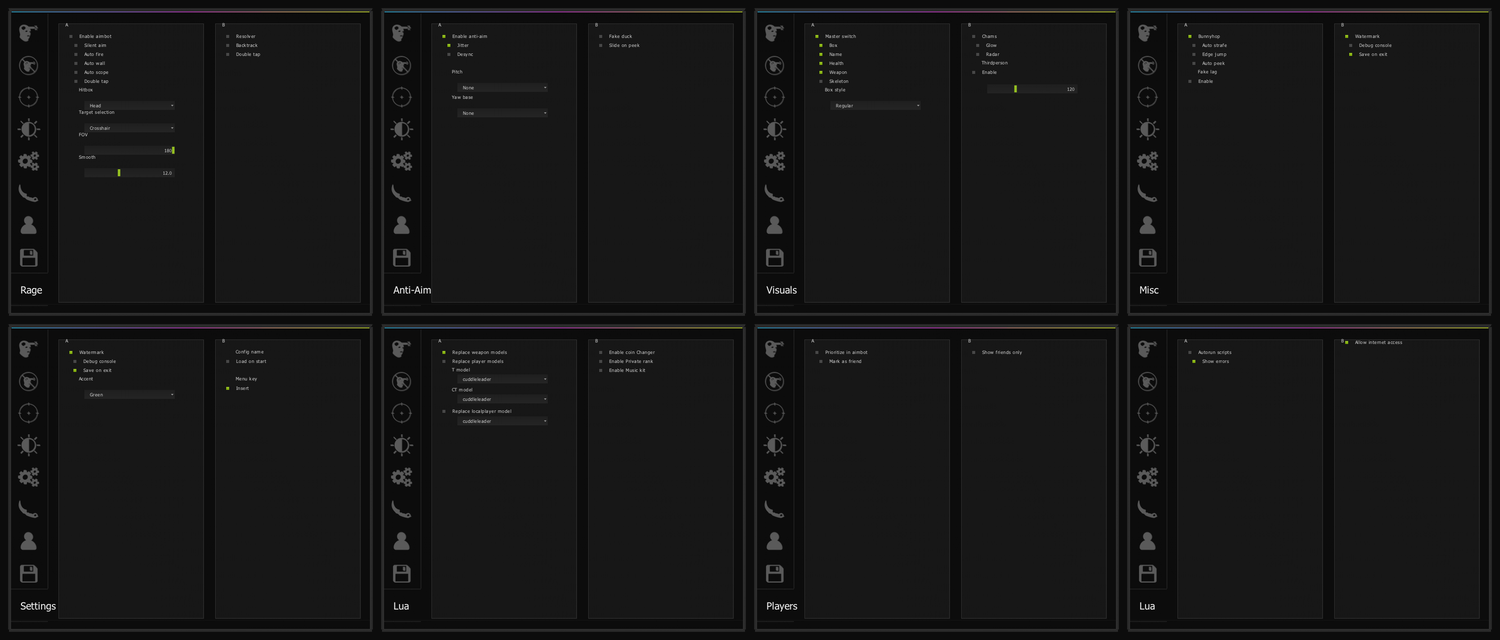 A
Enable aimbot
Silent aim
Auto fire
Auto wall
Auto scope
Double tap
Hitbox
Head
Target selection
Crosshair
FOV
180
Smooth
12.0
B
Resolver
Backtrack
Double tap
Rage
A
Enable anti-aim
Jitter
Desync
Pitch
None
Yaw base
None
B
Fake duck
Slide on peek
Anti-Aim
A
Master switch
Box
Name
Health
Weapon
Skeleton
Box style
Regular
B
Chams
Glow
Radar
Thirdperson
Enable
120
Visuals
A
Bunnyhop
Auto strafe
Edge jump
Auto peek
Fake lag
Enable
B
Watermark
Debug console
Save on exit
Misc
A
Watermark
Debug console
Save on exit
Accent
Green
B
Config name
Load on start
Menu key
Insert
Settings
A
Replace weapon models
Replace player models
T model
cuddleleader
CT model
cuddleleader
Replace localplayer model
cuddleleader
B
Enable coin Changer
Enable Private rank
Enable Music kit
Lua
A
Prioritize in aimbot
Mark as friend
B
Show friends only
Players
A
Autorun scripts
Show errors
B
Allow internet access
Lua